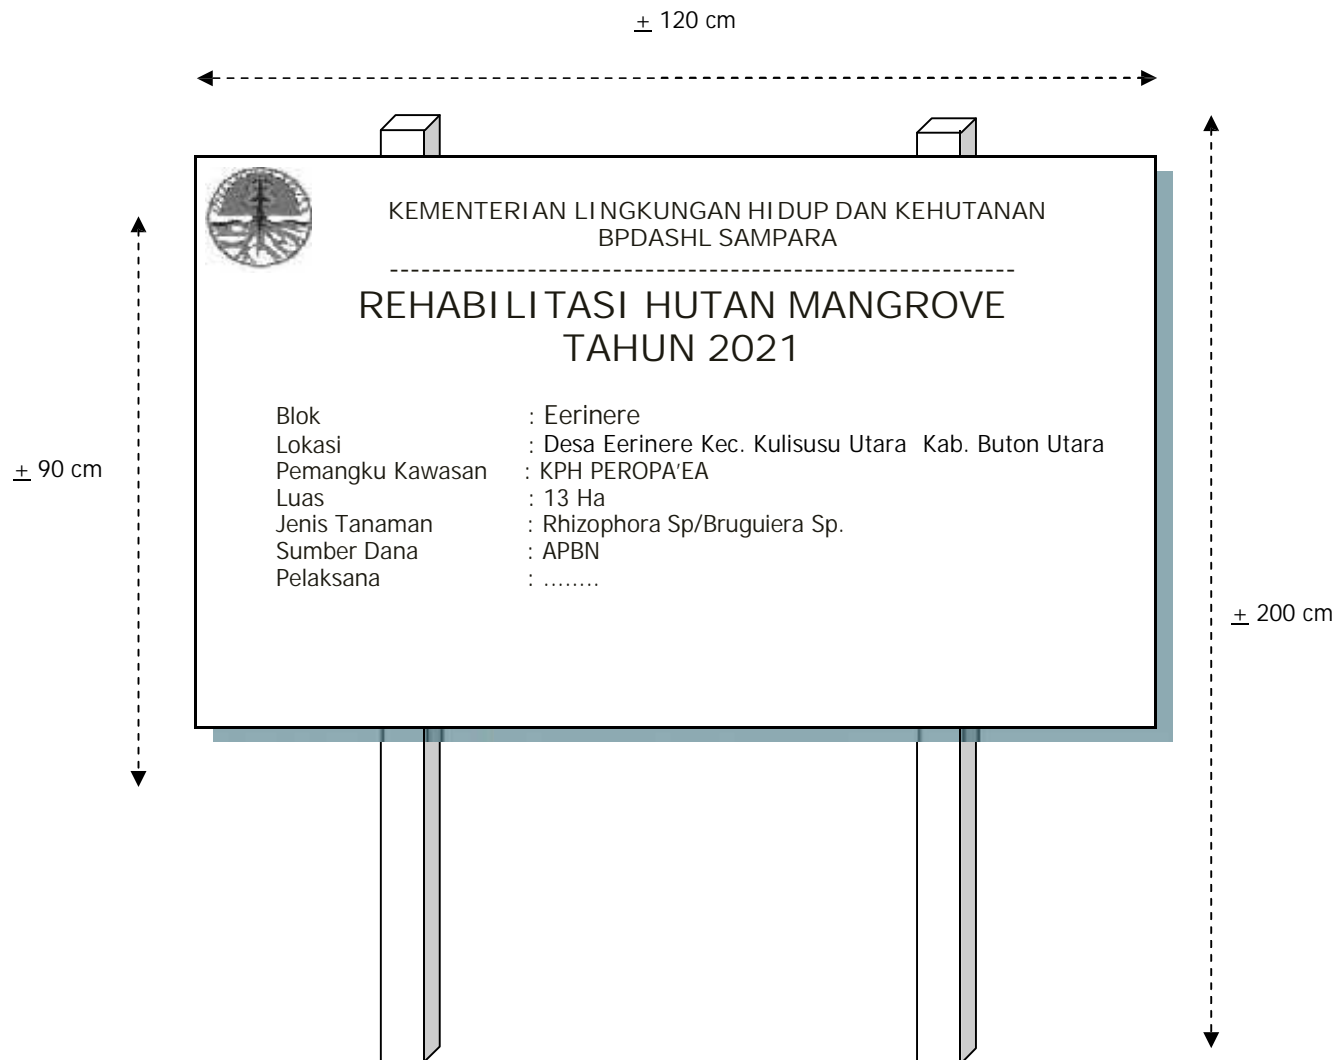 ± 120 cm
KEMENTERIAN LINGKUNGAN HIDUP DAN KEHUTANAN
BPDASHL SAMPARA
------------------------------------------------------------
REHABILITASI HUTAN MANGROVE
TAHUN 2021
Blok : Eerinere
Lokasi : Desa Eerinere Kec. Kulisusu Utara Kab. Buton Utara
Pemangku Kawasan : KPH PEROPA'EA
Luas : 13 Ha
Jenis Tanaman : Rhizophora Sp/Bruguiera Sp.
Sumber Dana : APBN
Pelaksana : ........
± 90 cm
± 200 cm